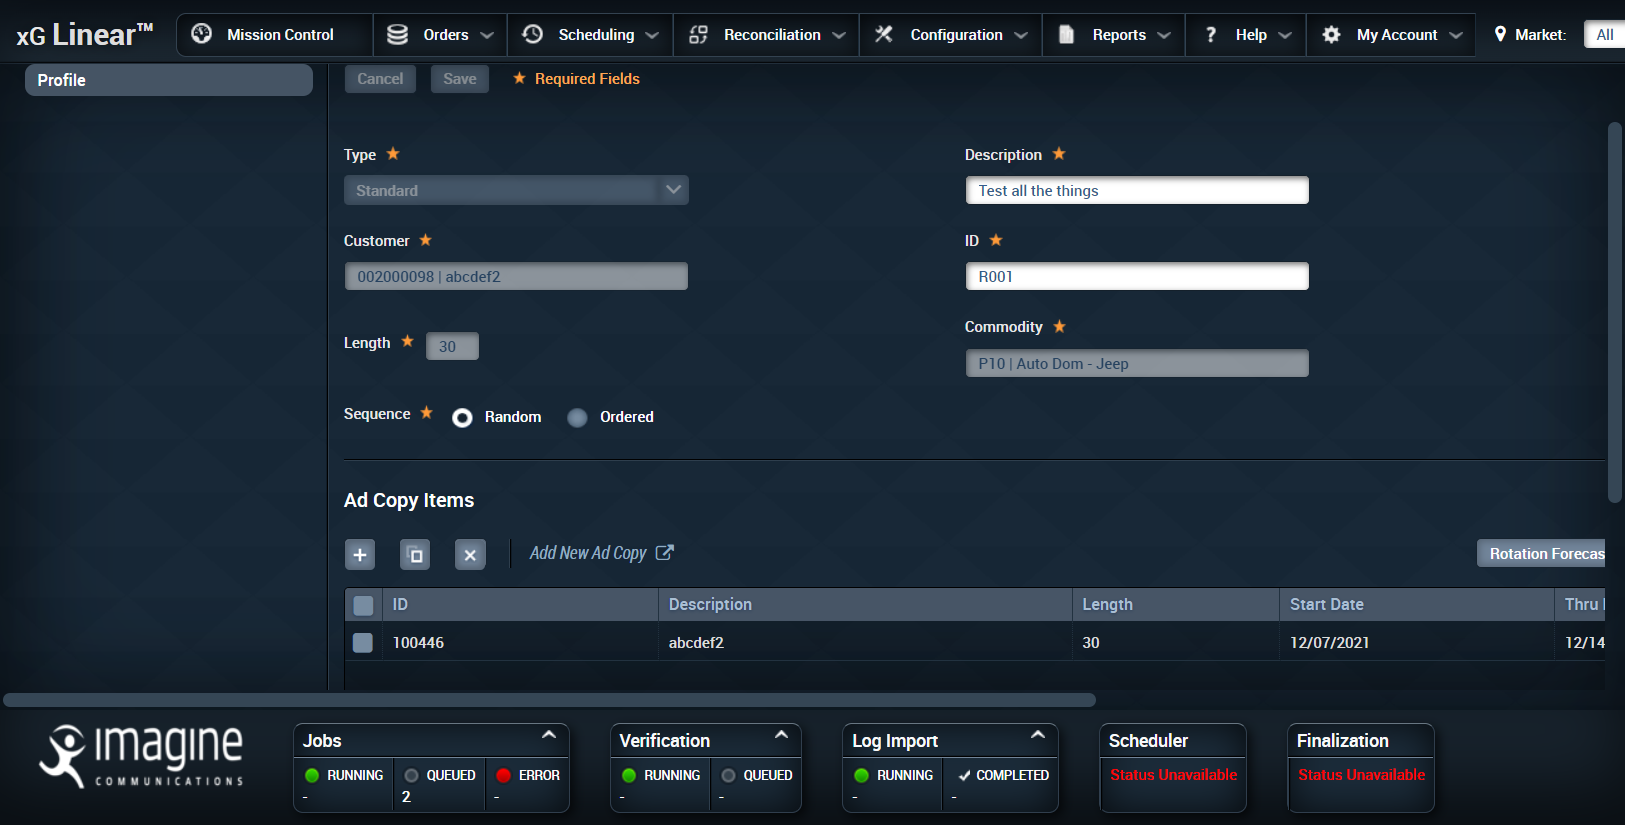 xG Linear™ Mission Control Orders Scheduling Reconciliation Configuration Reports ? Help My Account Market: All
Profile
Cancel Save Required Fields
Type Description
Standard Test all the things
Customer ID
002000098 | abcdef2 R001
Commodity
Length 30
P10 | Auto Dom - Jeep
Sequence Random Ordered
Ad Copy Items
Add New Ad Copy Rotation Forecas
ID Description Length Start Date Thru
100446 abcdef2 30 12/07/2021 12/14
imagine
COMMUNICATIONS
Jobs
RUNNING QUEUED ERROR
- 2 -
Verification
RUNNING QUEUED
- -
Log Import
RUNNING COMPLETED
- -
Scheduler
Status Unavailable
Finalization
Status Unavailable